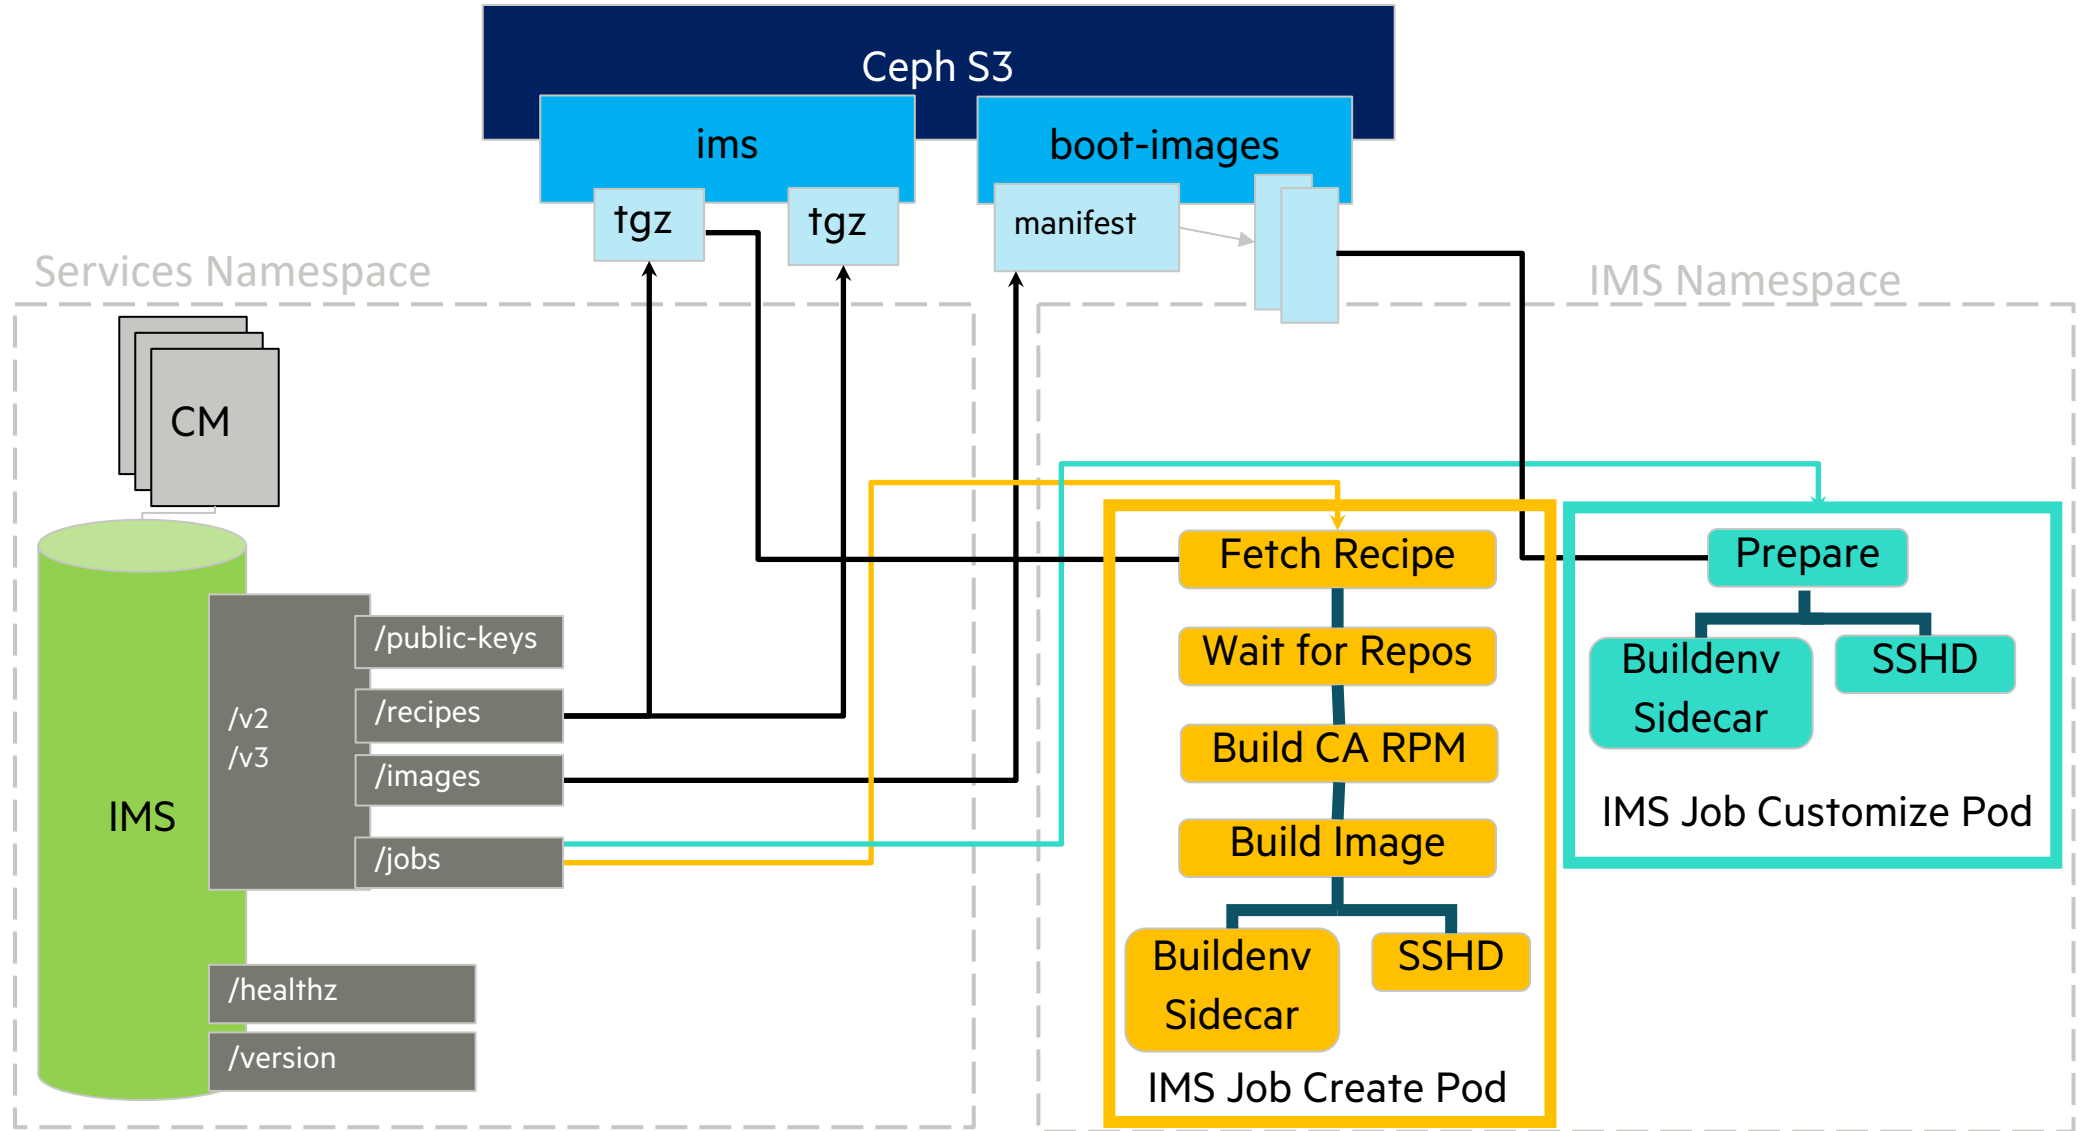 Ceph S3
ims
boot-images
tgz
tgz
manifest
Services Namespace
IMS Namespace
CM
IMS
/v2
/v3
/public-keys
/recipes
/images
/jobs
/healthz
/version
Fetch Recipe
Wait for Repos
Build CA RPM
Build Image
Buildenv
Sidecar
SSHD
IMS Job Create Pod
Prepare
Buildenv
Sidecar
SSHD
IMS Job Customize Pod